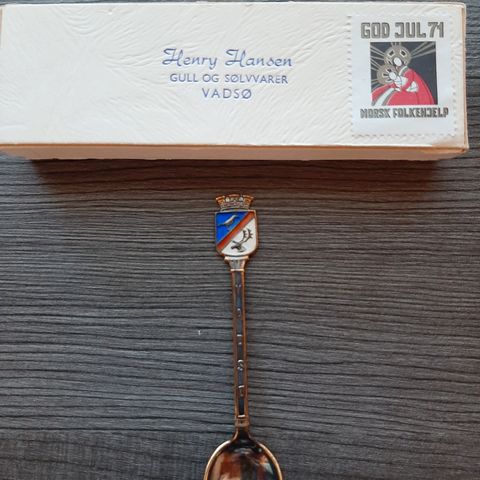 Henry Hansen
GULL OG SØLVVARER
VADSØ
GOD JUL 71
NORSK FOLKEHJELP